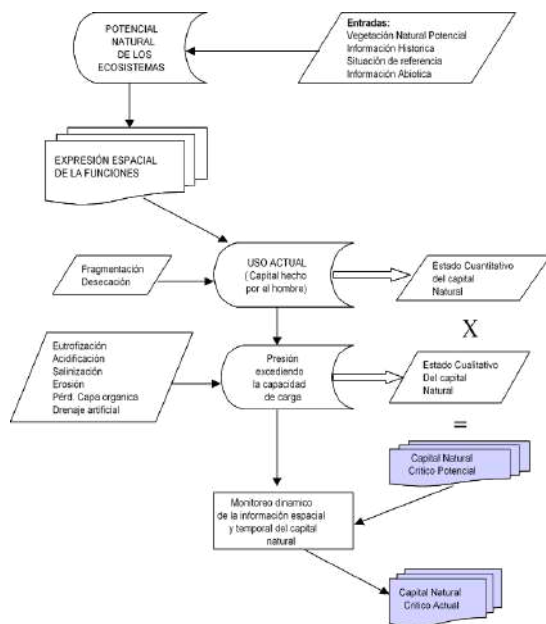 POTENCIAL
NATURAL
DE LOS
ECOSISTEMAS
Entradas:
Vegetación Natural Potencial
Información Historica
Situación de referencia
Información Abiotica
EXPRESIÓN ESPACIAL
DE LA FUNCIONES
Fragmentación
Desecación
USO ACTUAL
( Capital hecho
por el hombre)
Estado Cuantitativo
del capital
Natural
X
Eutrofización
Acidificación
Salinización
Erosión
Pérd. Capa organica
Drenaje artificial
Presión
excediendo
la capacidad
de carga
Estado Cualitativo
Del capital
Natural
=
Capital Natural
Critico Potencial
Monitoreo dinamico
de la información espacial
y temporal del capital
natural
Capital Natural
Critico Actual